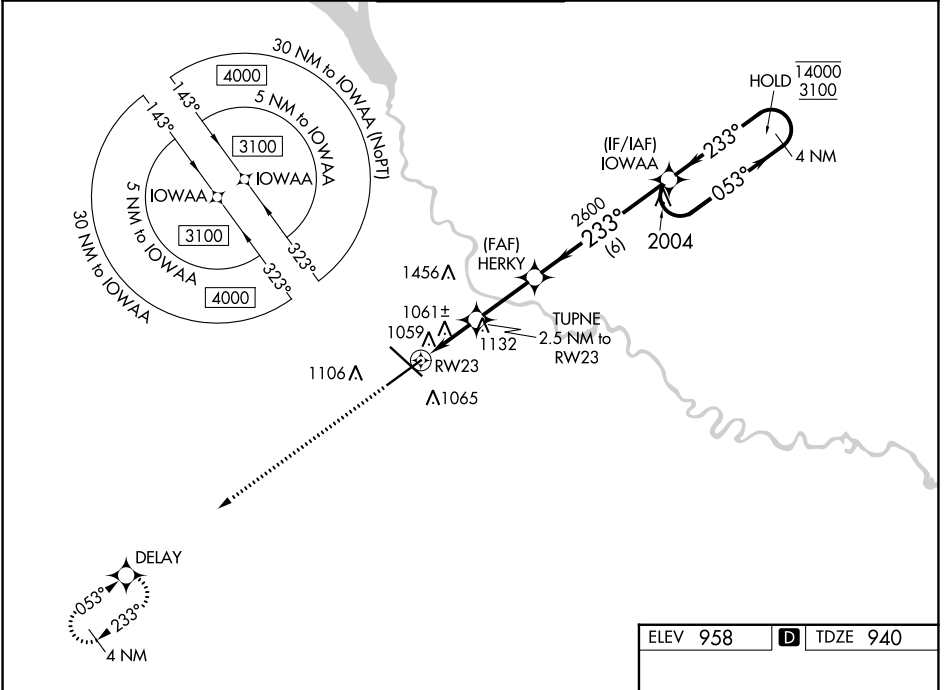 30 NM to IOWAA (NoPT)
4000
143°
5 NM to IOWAA
3100
IOWAA
323°
143°
IOWAA
5 NM to IOWAA
3100
323°
30 NM to IOWAA
4000
HOLD
14000
3100
4 NM
(IF/IAF)
IOWAA
233°
053°
2004
2600
233°
(6)
(FAF)
HERKY
1456
1061±
1059
TUPNE
2.5 NM to
RW23
1132
RW23
1106
1065
DELAY
053°
233°
4 NM
ELEV 958 D TDZE 940